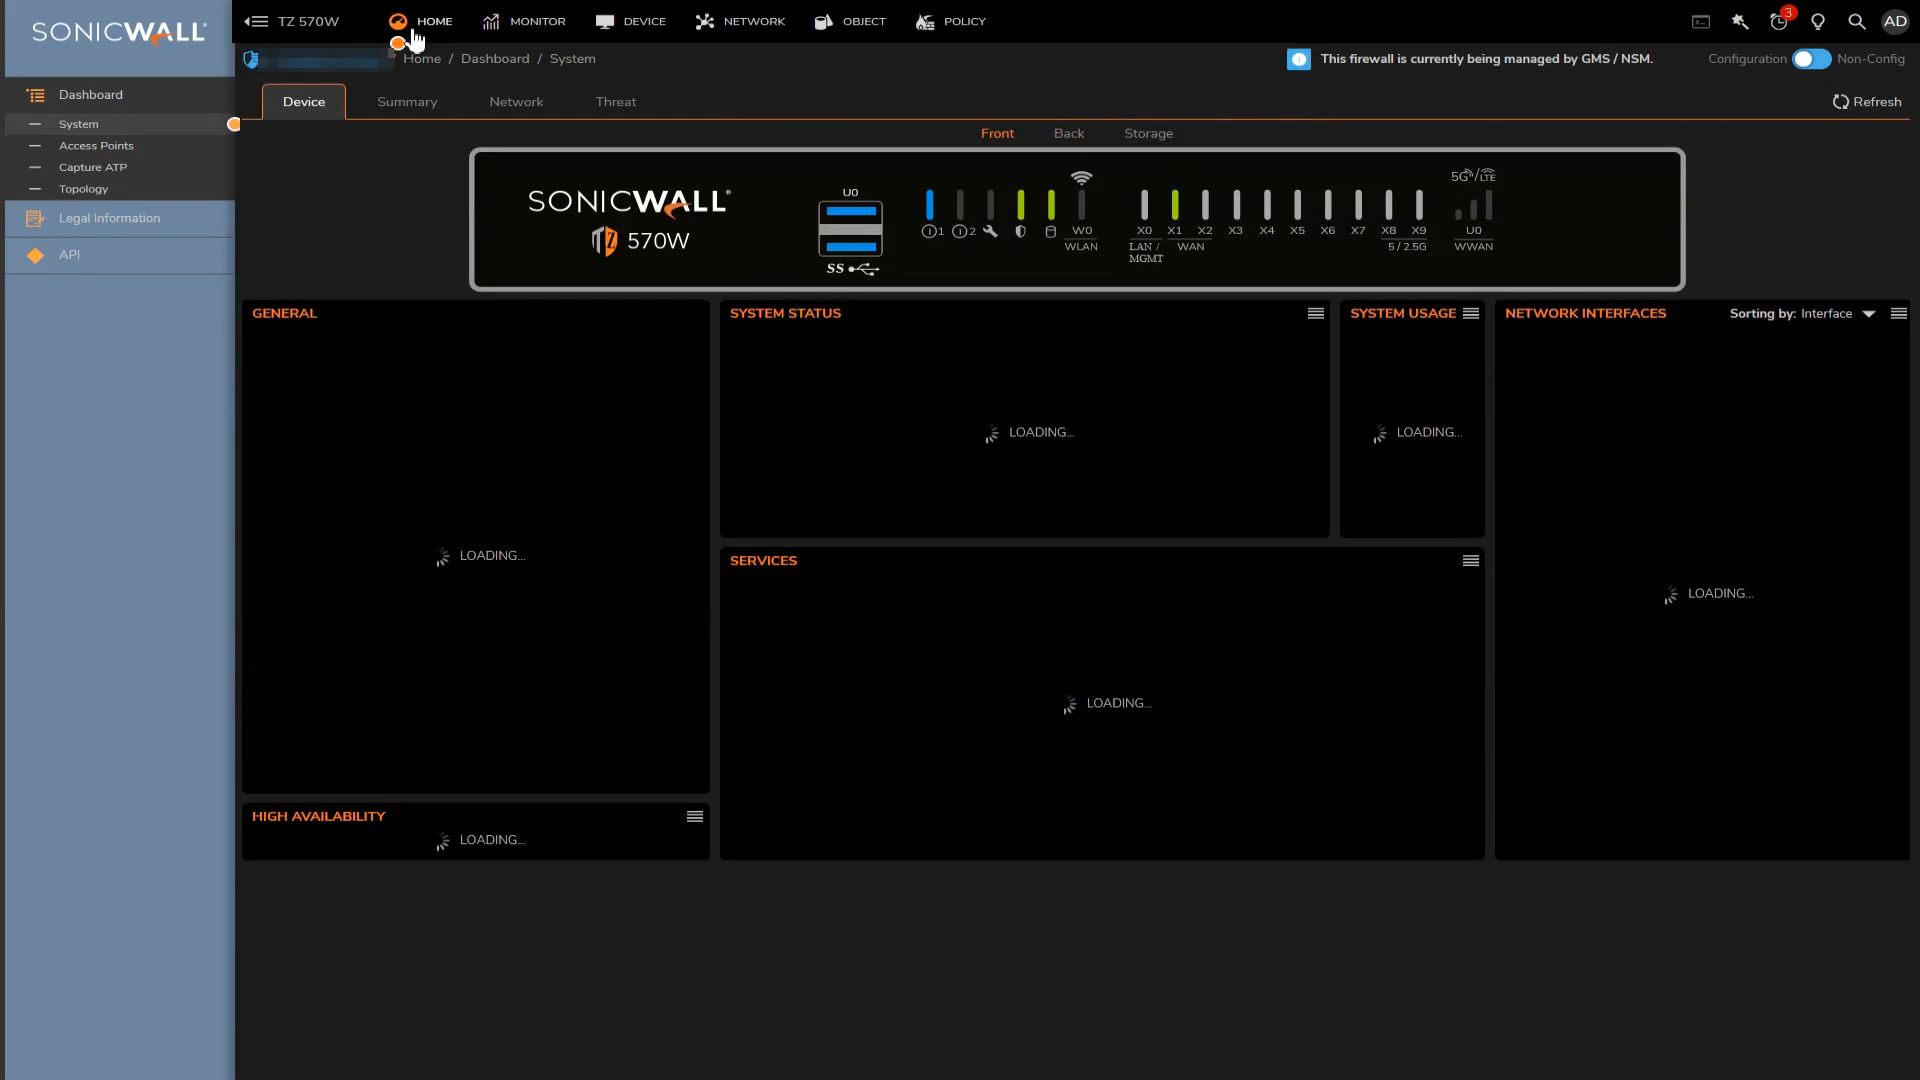 SONICWALL
TZ 570W
HOME
MONITOR
DEVICE
NETWORK
OBJECT
POLICY
3
AD
Home / Dashboard / System
This firewall is currently being managed by GMS / NSM.
Configuration
Non-Config
Dashboard
System
Access Points
Capture ATP
Topology
Legal Information
API
Device
Summary
Network
Threat
Refresh
Front
Back
Storage
SONICWALL
TZ 570W
U0
SS
1
2
W0
WLAN
X0
X1
X2
X3
X4
X5
X6
X7
X8
X9
LAN /
MGMT
WAN
5 / 2.5G
5G/LTE
U0
WWAN
GENERAL
LOADING...
HIGH AVAILABILITY
LOADING...
SYSTEM STATUS
LOADING...
SYSTEM USAGE
LOADING...
SERVICES
LOADING...
NETWORK INTERFACES
Sorting by: Interface
LOADING...